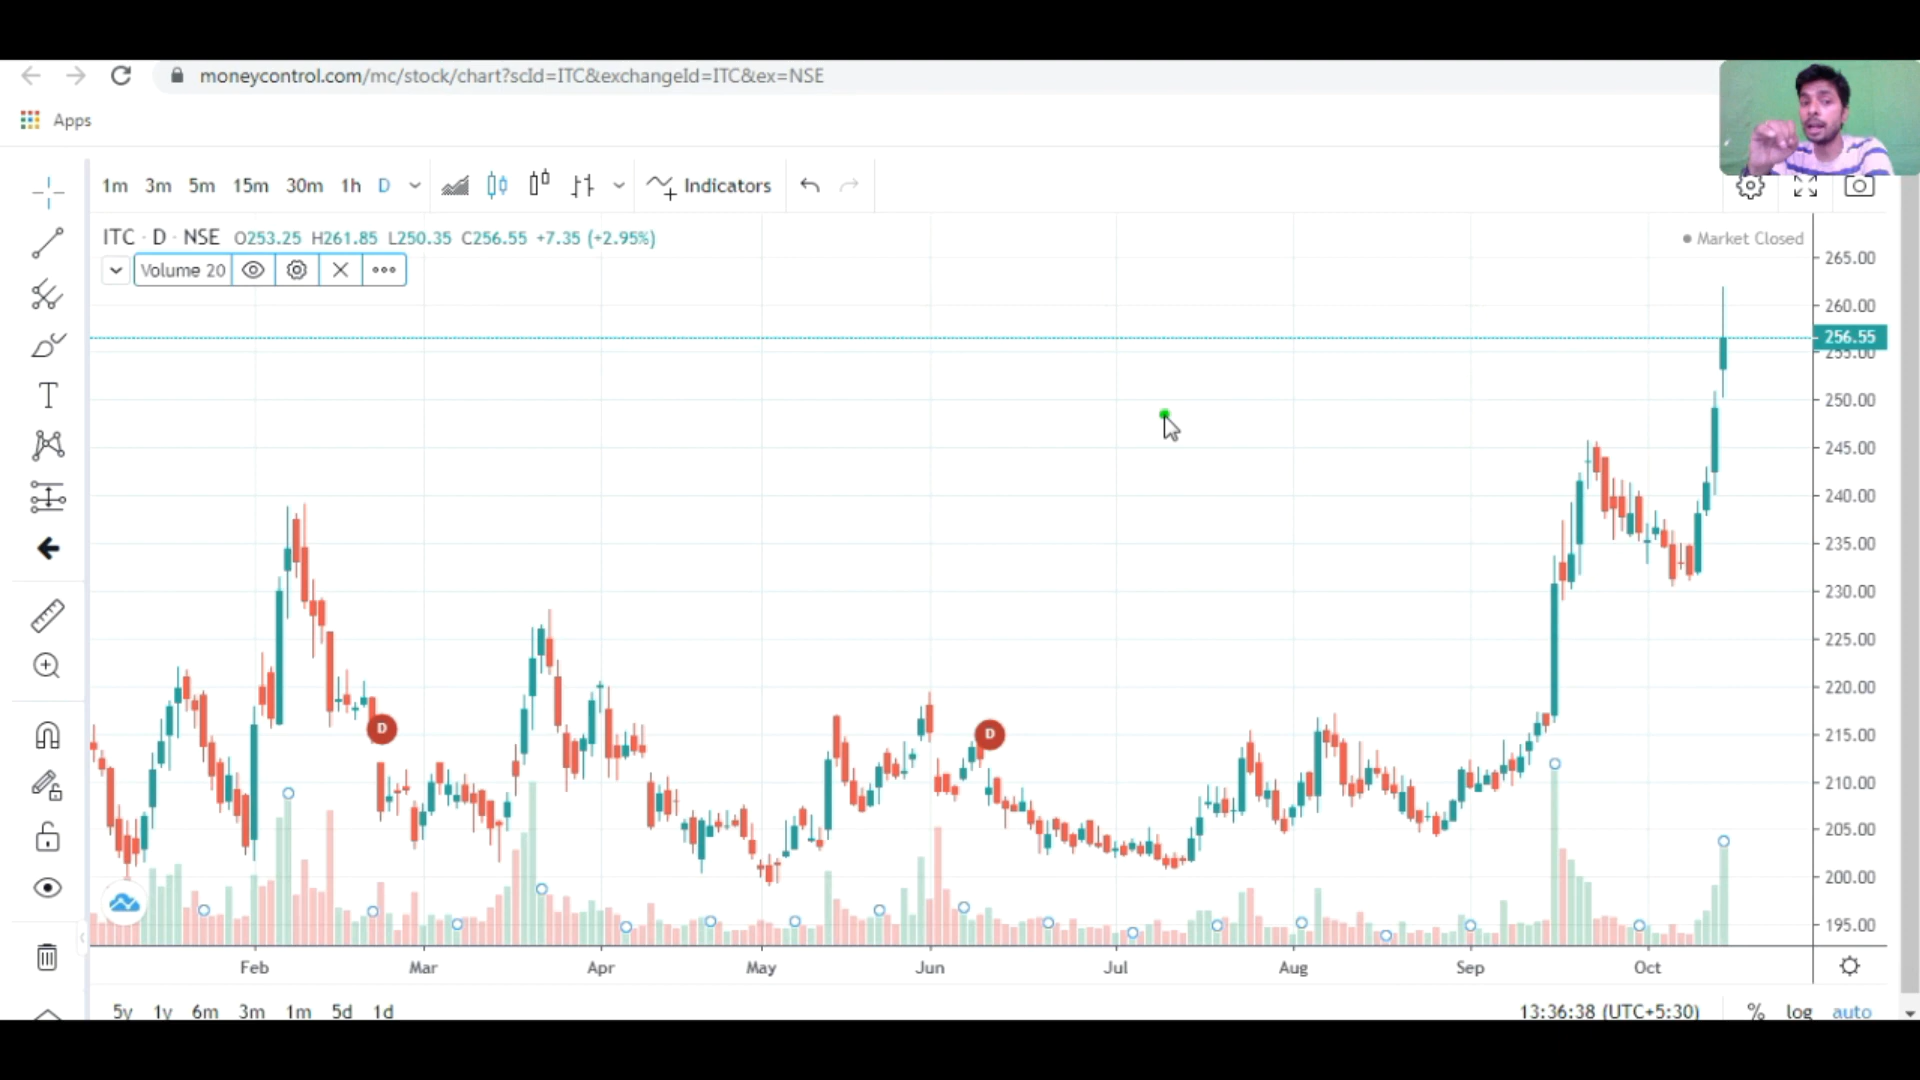 moneycontrol.com/mc/stock/chart?scId=ITC&exchangeId=ITC&ex=NSE
Apps
1m 3m 5m 15m 30m 1h D Indicators
ITC · D · NSE O253.25 H261.85 L250.35 C256.55 +7.35 (+2.95%)
Market Closed
Volume 20
265.00
260.00
256.55
255.00
250.00
245.00
240.00
235.00
230.00
225.00
220.00
215.00
210.00
205.00
200.00
195.00
D
D
T
Feb Mar Apr May Jun Jul Aug Sep Oct
5y 1y 6m 3m 1m 5d 1d 13:36:38 (UTC+5:30) % log auto